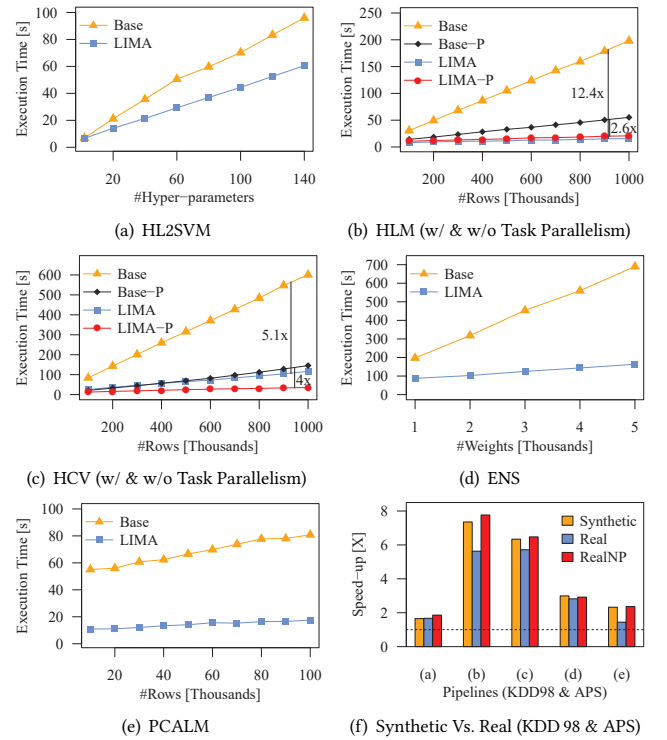 Execution Time [s]
100
80
60
40
20
0
Base
LIMA
20
60
100
140
#Hyper−parameters
(a) HL2SVM
Execution Time [s]
250
200
150
100
50
0
Base
Base−P
LIMA
LIMA−P
12.4x
2.6x
200
400
600
800
1000
#Rows [Thousands]
(b) HLM (w/ & w/o Task Parallelism)
Execution Time [s]
600
500
400
300
200
100
0
Base
Base−P
LIMA
LIMA−P
5.1x
4x
200
400
600
800
1000
#Rows [Thousands]
(c) HCV (w/ & w/o Task Parallelism)
Execution Time [s]
700
600
500
400
300
200
100
0
Base
LIMA
1
2
3
4
5
#Weights [Thousands]
(d) ENS
Execution Time [s]
100
80
60
40
20
0
Base
LIMA
20
40
60
80
100
#Rows [Thousands]
(e) PCALM
Speed−up [X]
8
6
4
2
0
Synthetic
Real
RealNP
(a)
(b)
(c)
(d)
(e)
Pipelines (KDD98 & APS)
(f) Synthetic Vs. Real (KDD 98 & APS)